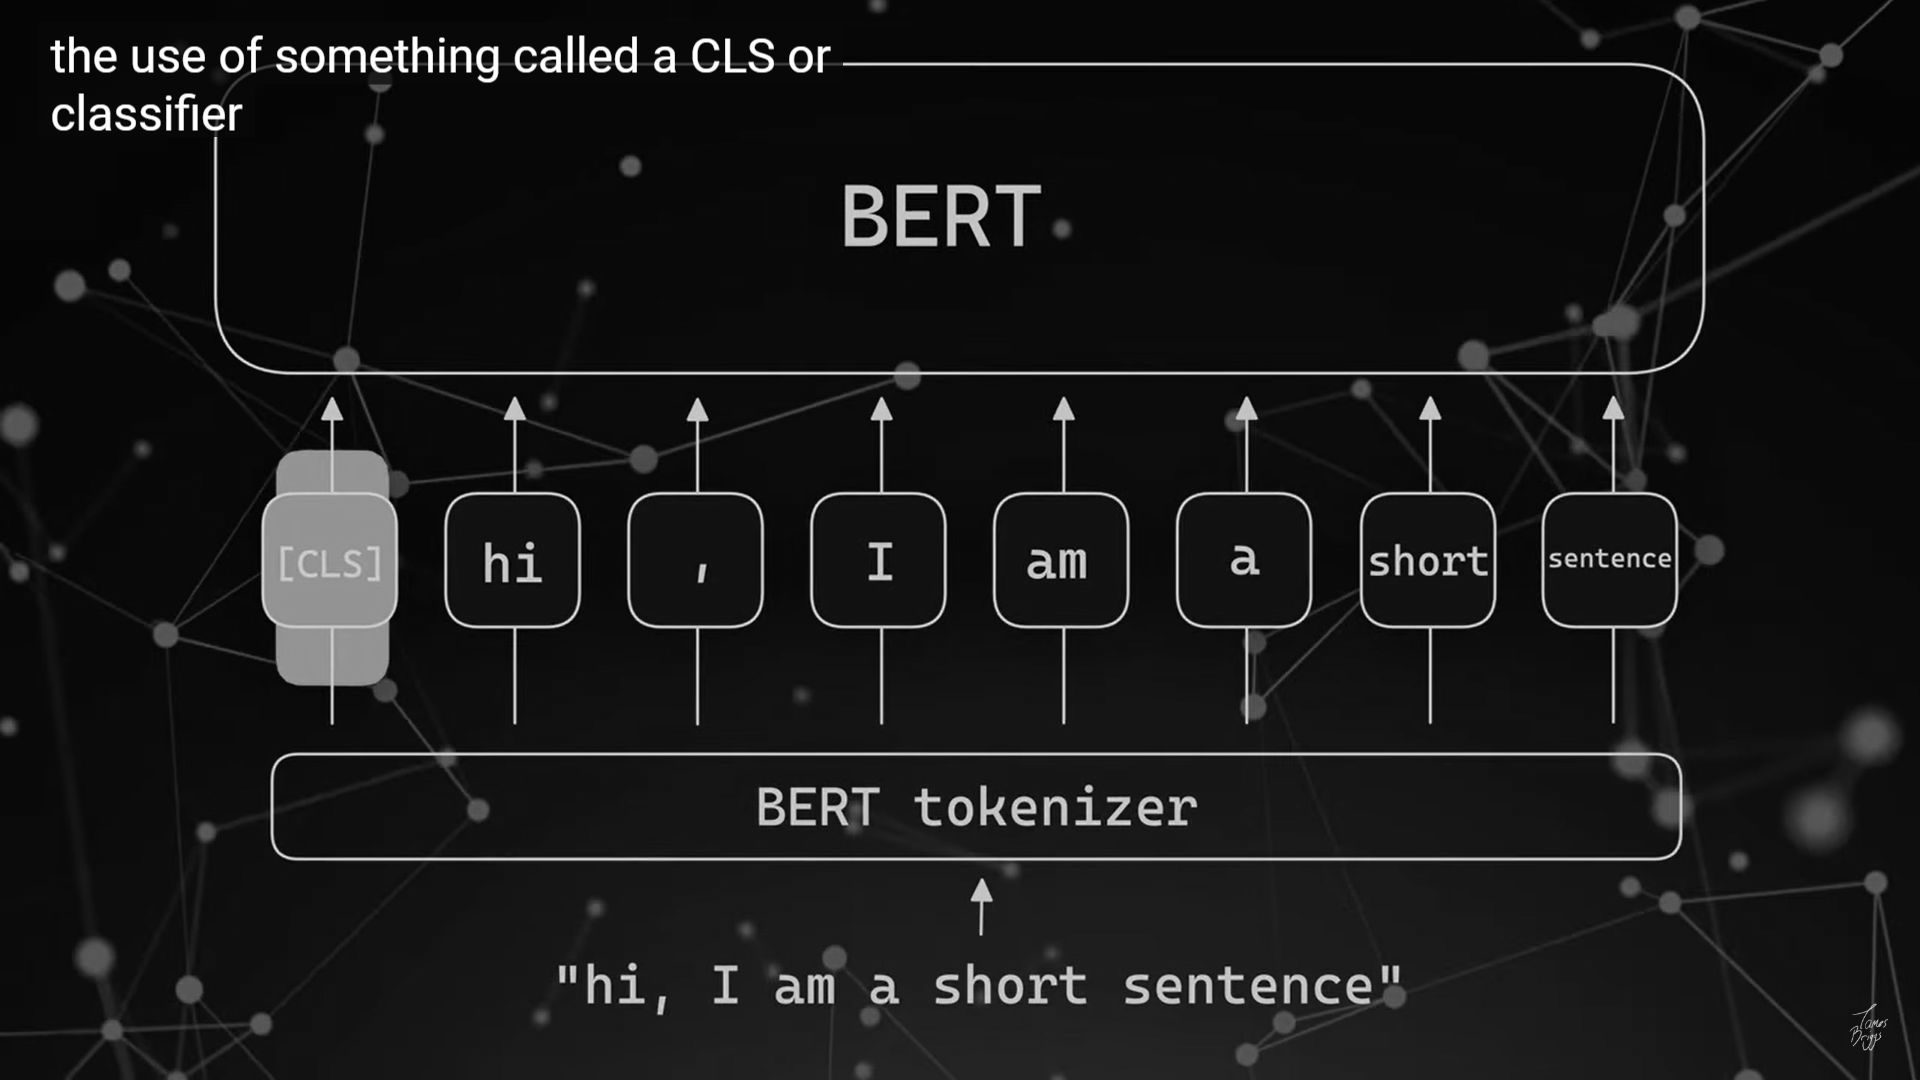 the use of something called a CLS or
classifier
BERT
[CLS] hi , I am a short sentence
BERT tokenizer
"hi, I am a short sentence"
James
Briggs